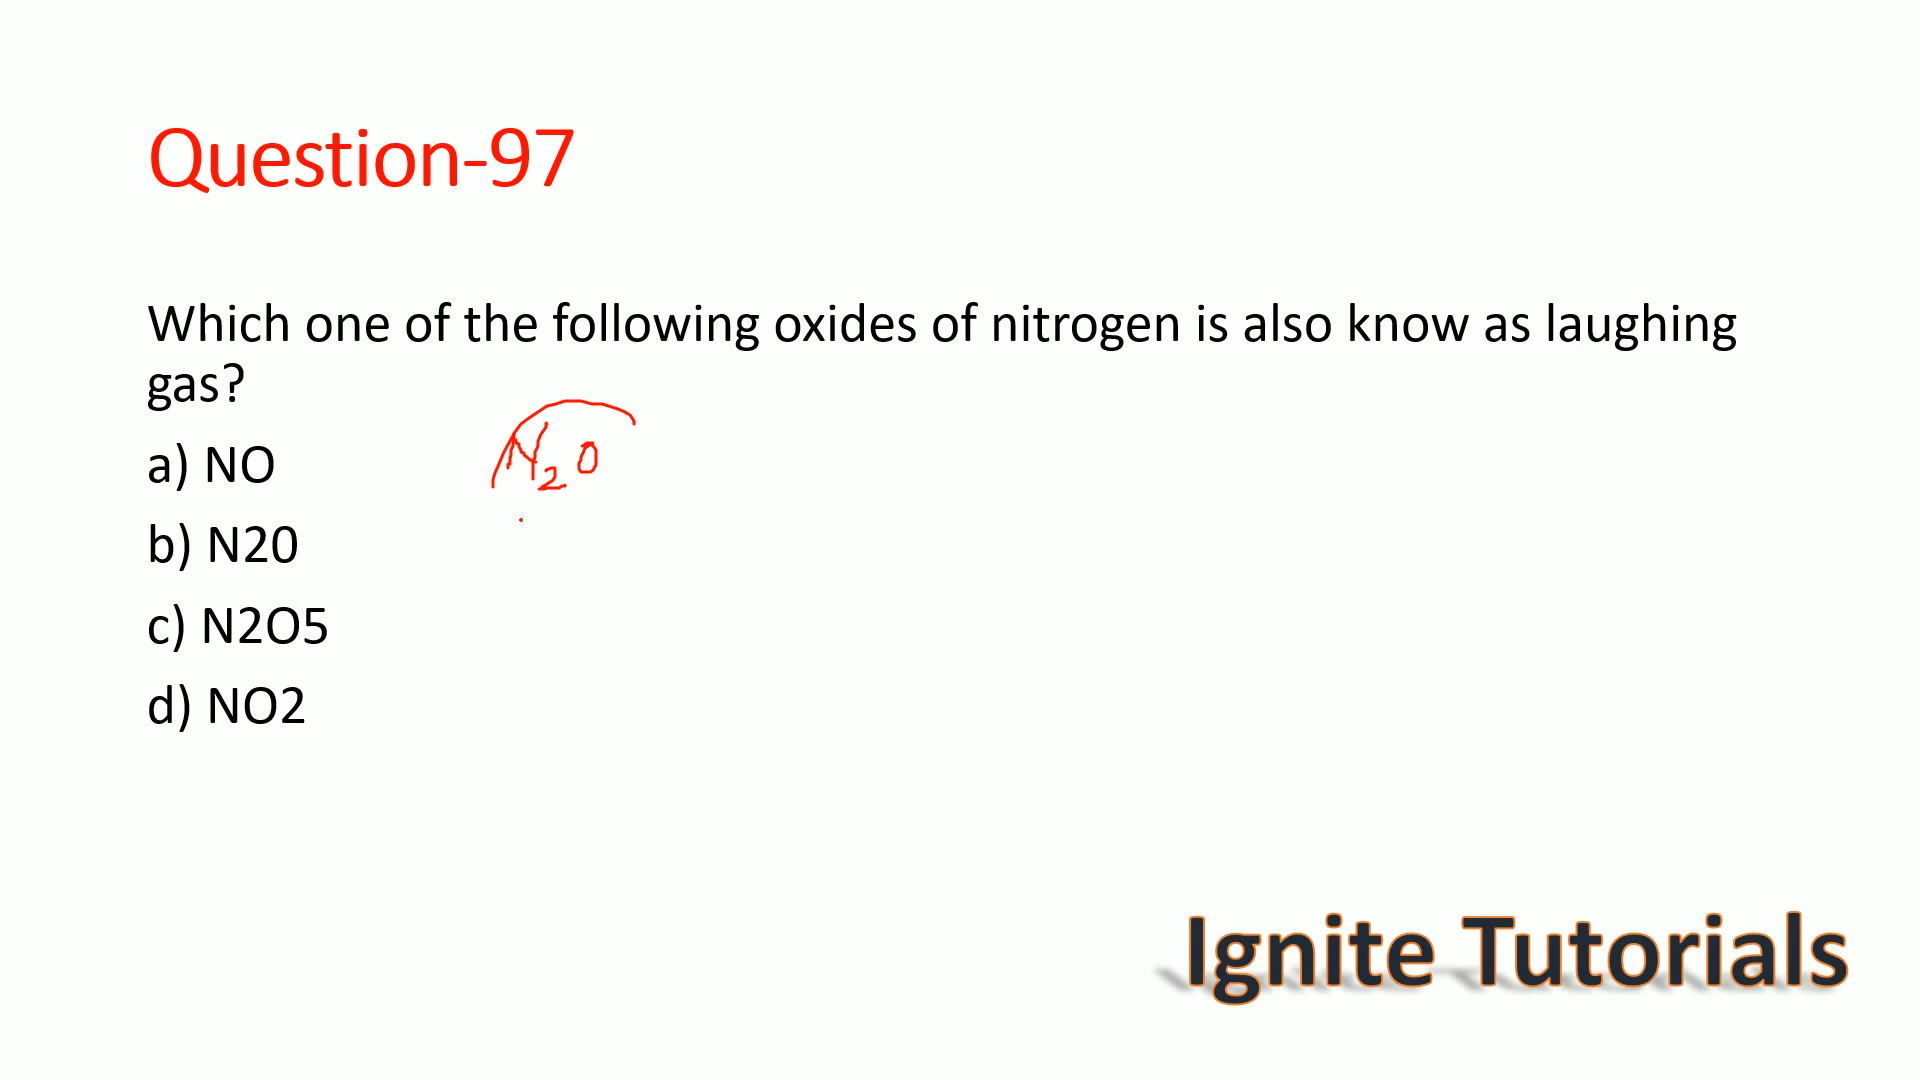 Question-97
Which one of the following oxides of nitrogen is also know as laughing
gas?
a) NO
N2O
b) N20
c) N2O5
d) NO2
Ignite Tutorials